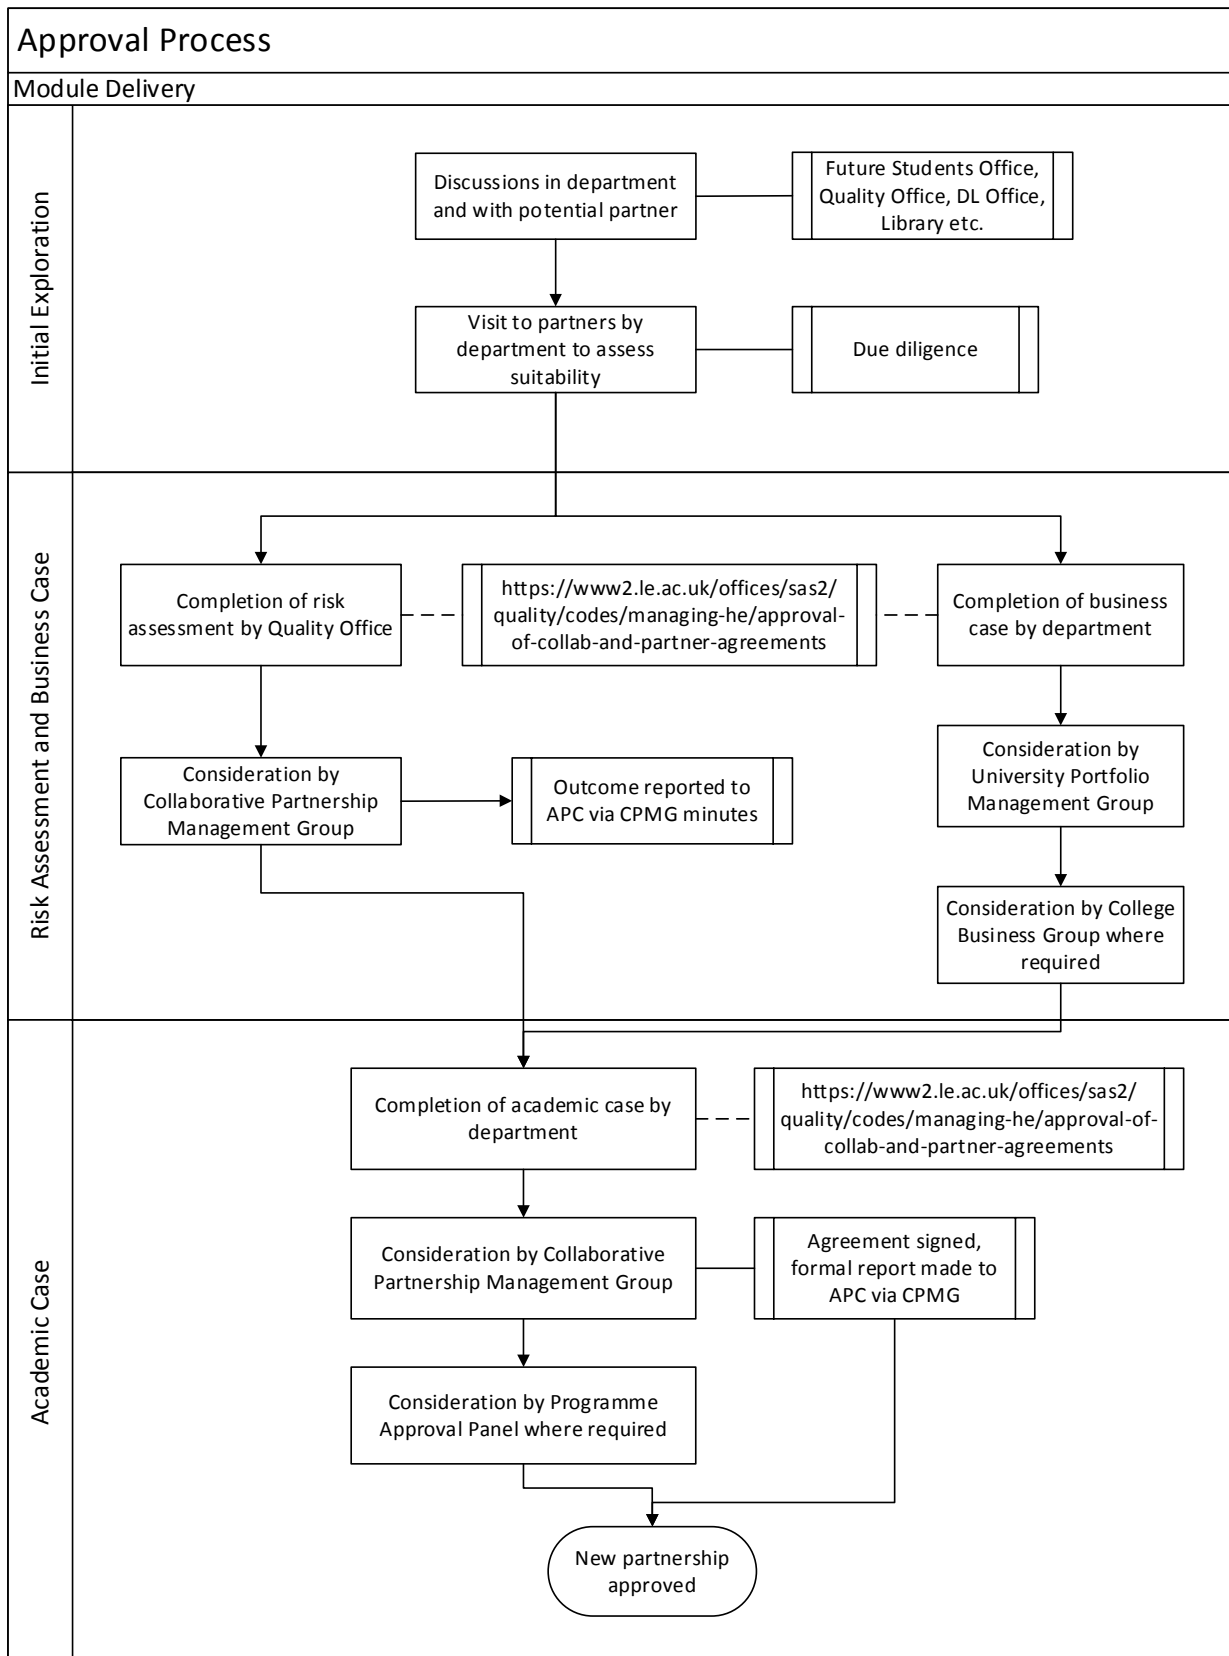 Approval Process
Module Delivery
Initial Exploration
Discussions in department
and with potential partner
Future Students Office,
Quality Office, DL Office,
Library etc.
Visit to partners by
department to assess
suitability
Due diligence
Risk Assessment and Business Case
Completion of risk
assessment by Quality Office
https://www2.le.ac.uk/offices/sas2/
quality/codes/managing-he/approval-
of-collab-and-partner-agreements
Completion of business
case by department
Consideration by
Collaborative Partnership
Management Group
Outcome reported to
APC via CPMG minutes
Consideration by
University Portfolio
Management Group
Consideration by College
Business Group where
required
Academic Case
Completion of academic case by
department
https://www2.le.ac.uk/offices/sas2/
quality/codes/managing-he/approval-of-
collab-and-partner-agreements
Consideration by Collaborative
Partnership Management Group
Agreement signed,
formal report made to
APC via CPMG
Consideration by Programme
Approval Panel where required
New partnership
approved